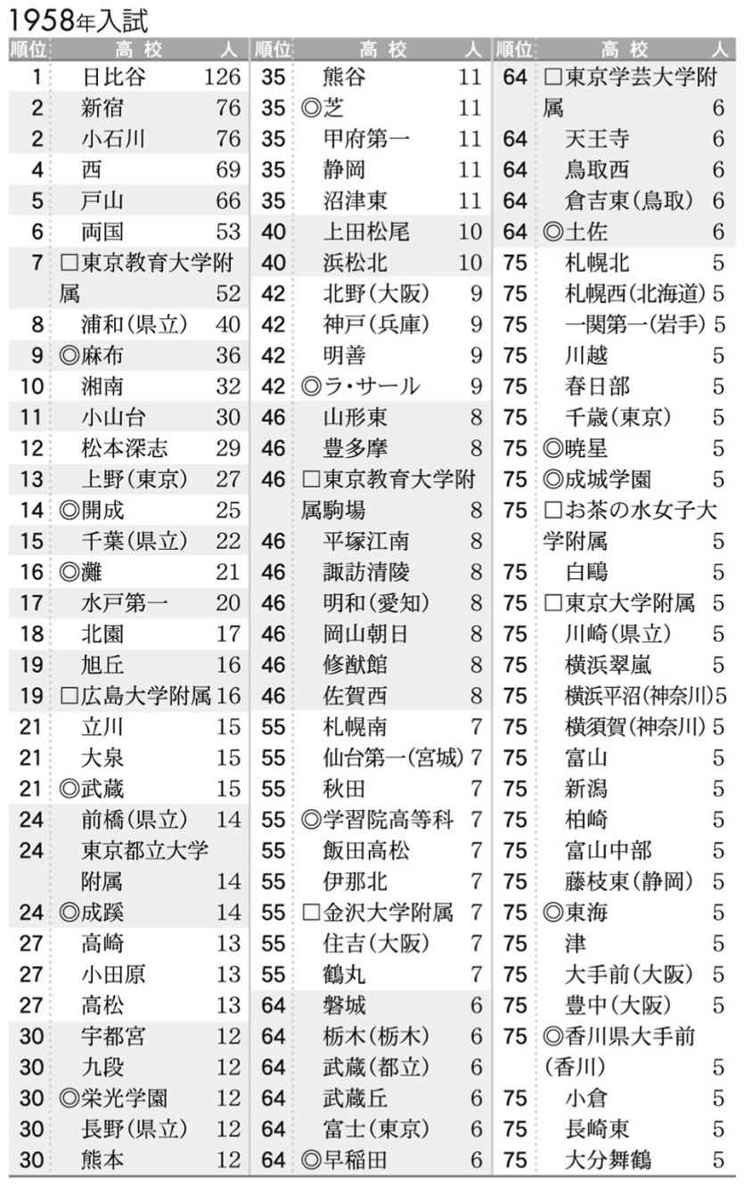 1958年入試
順位 高校 人
1 日比谷 126
2 新宿 76
2 小石川 76
4 西 69
5 戸山 66
6 両国 53
7 □東京教育大学附
属 52
8 浦和(県立) 40
9 ◎麻布 36
10 湘南 32
11 小山台 30
12 松本深志 29
13 上野(東京) 27
14 ◎開成 25
15 千葉(県立) 22
16 ◎灘 21
17 水戸第一 20
18 北園 17
19 旭丘 16
19 □広島大学附属 16
21 立川 15
21 大泉 15
21 ◎武蔵 15
24 前橋(県立) 14
24 東京都立大学
附属 14
24 ◎成蹊 14
27 高崎 13
27 小田原 13
27 高松 13
30 宇都宮 12
30 九段 12
30 ◎栄光学園 12
30 長野(県立) 12
30 熊本 12
順位 高校 人
35 熊谷 11
35 ◎芝 11
35 甲府第一 11
35 静岡 11
35 沼津東 11
40 上田松尾 10
40 浜松北 10
42 北野(大阪) 9
42 神戸(兵庫) 9
42 明善 9
42 ◎ラ・サール 9
46 山形東 8
46 豊多摩 8
46 □東京教育大学附
属駒場 8
46 平塚江南 8
46 諏訪清陵 8
46 明和(愛知) 8
46 岡山朝日 8
46 修猷館 8
46 佐賀西 8
55 札幌南 7
55 仙台第一(宮城) 7
55 秋田 7
55 ◎学習院高等科 7
55 飯田高松 7
55 伊那北 7
55 □金沢大学附属 7
55 住吉(大阪) 7
55 鶴丸 7
64 磐城 6
64 栃木(栃木) 6
64 武蔵(都立) 6
64 武蔵丘 6
64 富士(東京) 6
64 ◎早稲田 6
順位 高校 人
64 □東京学芸大学附
属 6
64 天王寺 6
64 鳥取西 6
64 倉吉東(鳥取) 6
64 ◎土佐 6
75 札幌北 5
75 札幌西(北海道) 5
75 一関第一(岩手) 5
75 川越 5
75 春日部 5
75 千歳(東京) 5
75 ◎暁星 5
75 ◎成城学園 5
75 □お茶の水女子大
学附属 5
75 白鷗 5
75 □東京大学附属 5
75 川崎(県立) 5
75 横浜翠嵐 5
75 横浜平沼(神奈川) 5
75 横須賀(神奈川) 5
75 富山 5
75 新潟 5
75 柏崎 5
75 富山中部 5
75 藤枝東(静岡) 5
75 ◎東海 5
75 津 5
75 大手前(大阪) 5
75 豊中(大阪) 5
75 ◎香川県大手前
(香川) 5
75 小倉 5
75 長崎東 5
75 大分舞鶴 5